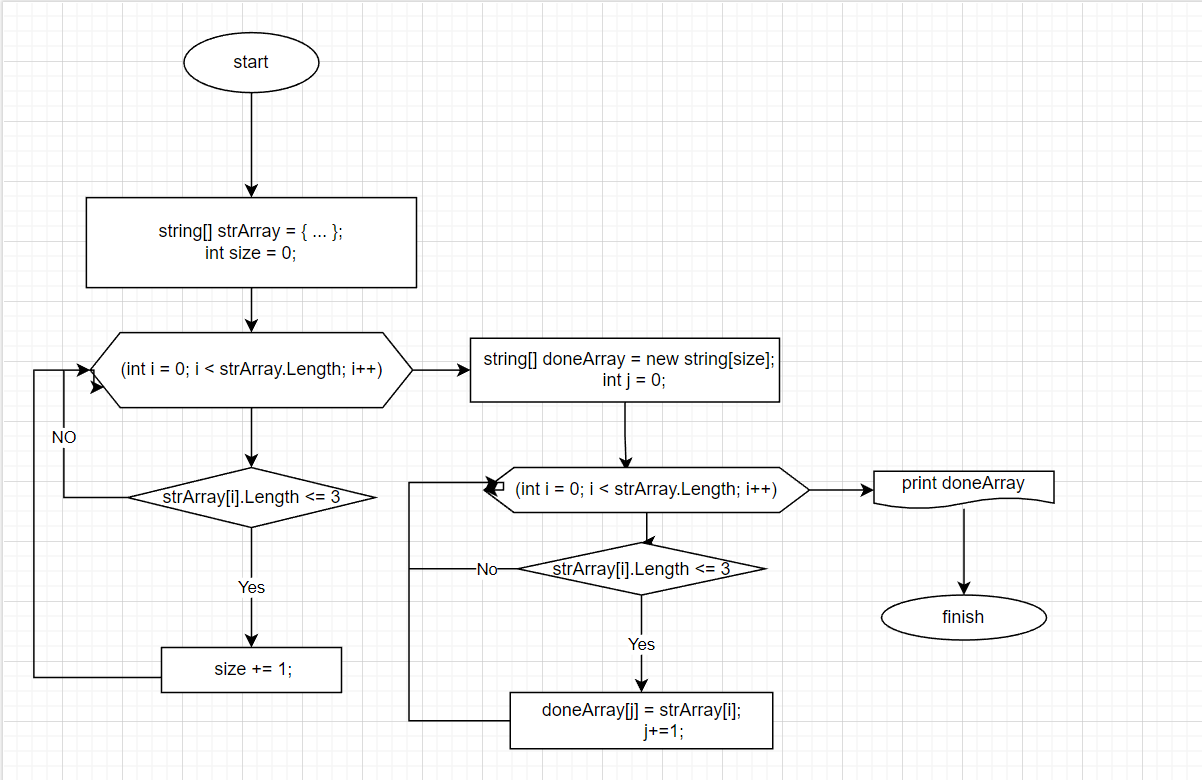 start
string[] strArray = { ... };
int size = 0;
(int i = 0; i < strArray.Length; i++)
NO
strArray[i].Length <= 3
Yes
size += 1;
string[] doneArray = new string[size];
int j = 0;
(int i = 0; i < strArray.Length; i++)
No
strArray[i].Length <= 3
Yes
doneArray[j] = strArray[i];
j+=1;
print doneArray
finish